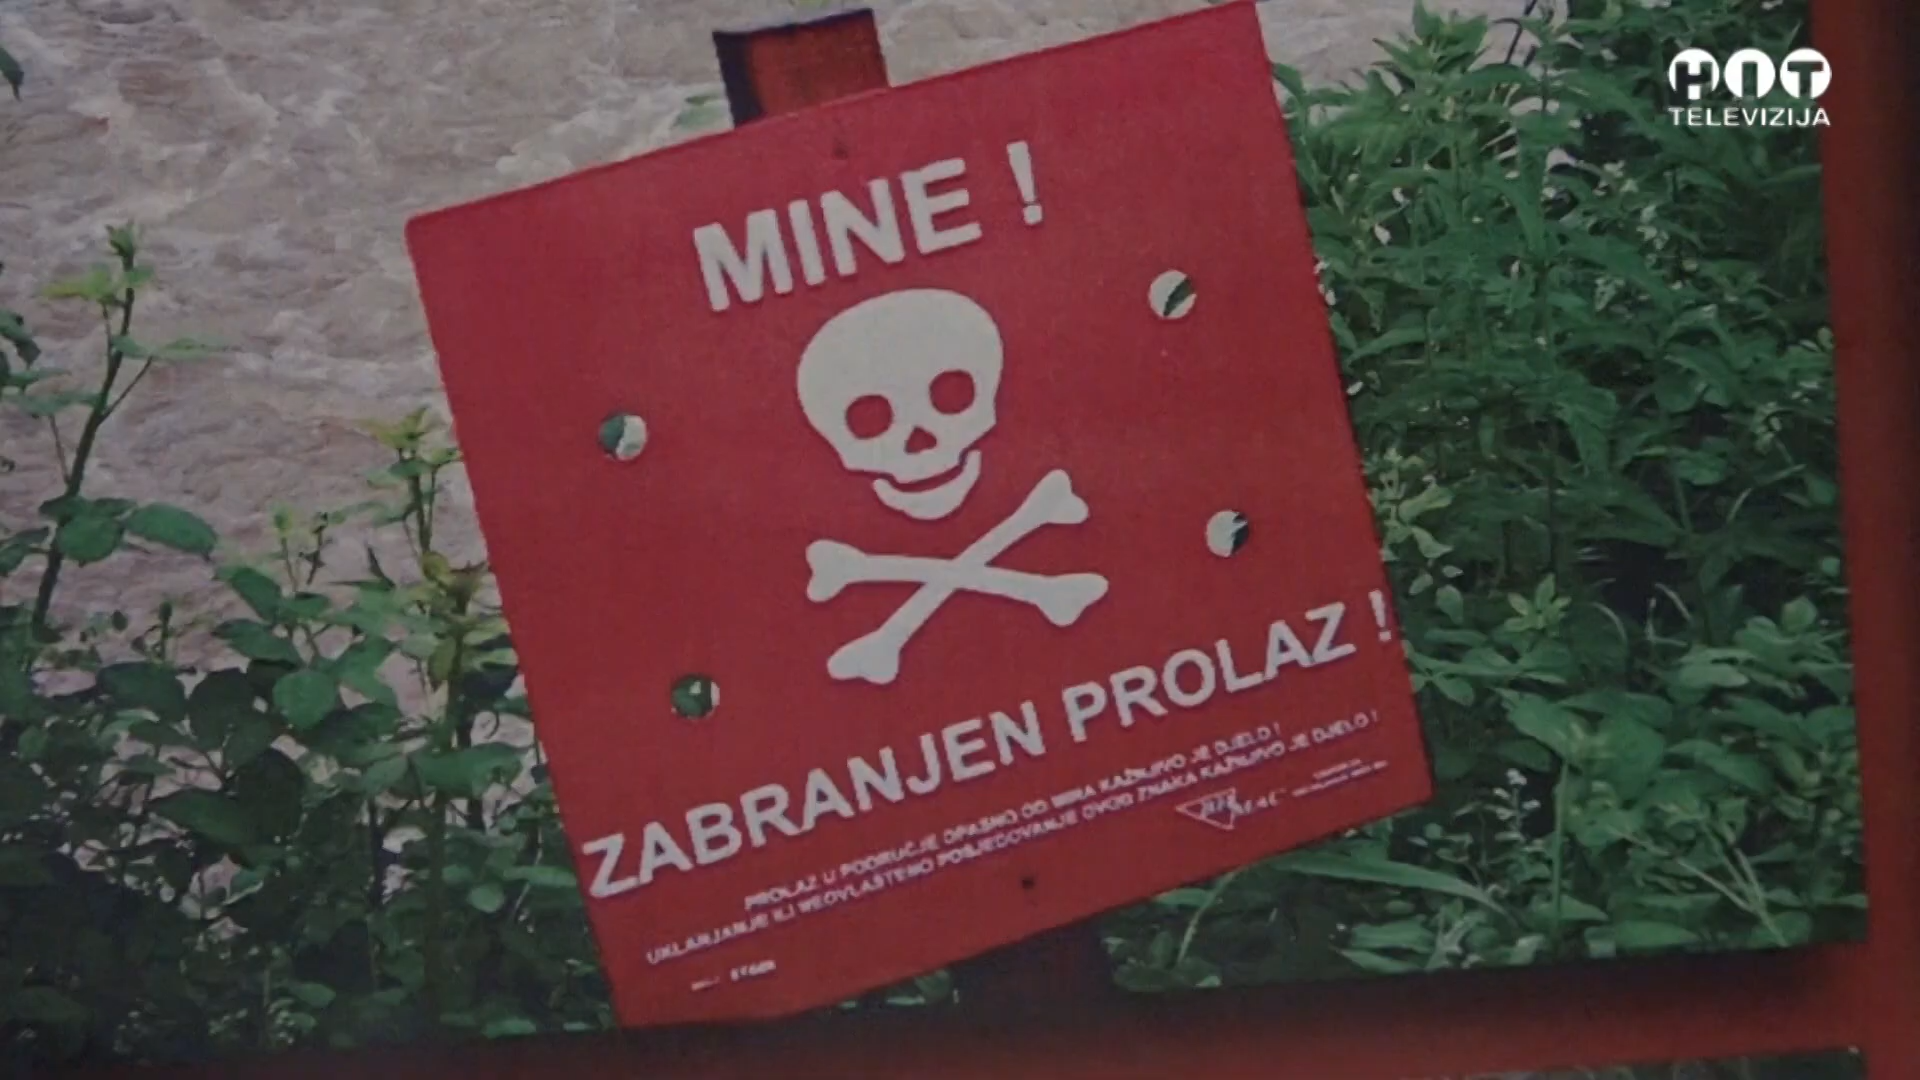 HIT
TELEVIZIJA
MINE !
ZABRANJEN PROLAZ !
PROLAZ U PODRUČJE OPASNO OD MINA KAŽNJIVO JE DJELO !
UKLANJANJE ILI NEOVLAŠTENO POSJEDOVANJE OVOG ZNAKA KAŽNJIVO JE DJELO !